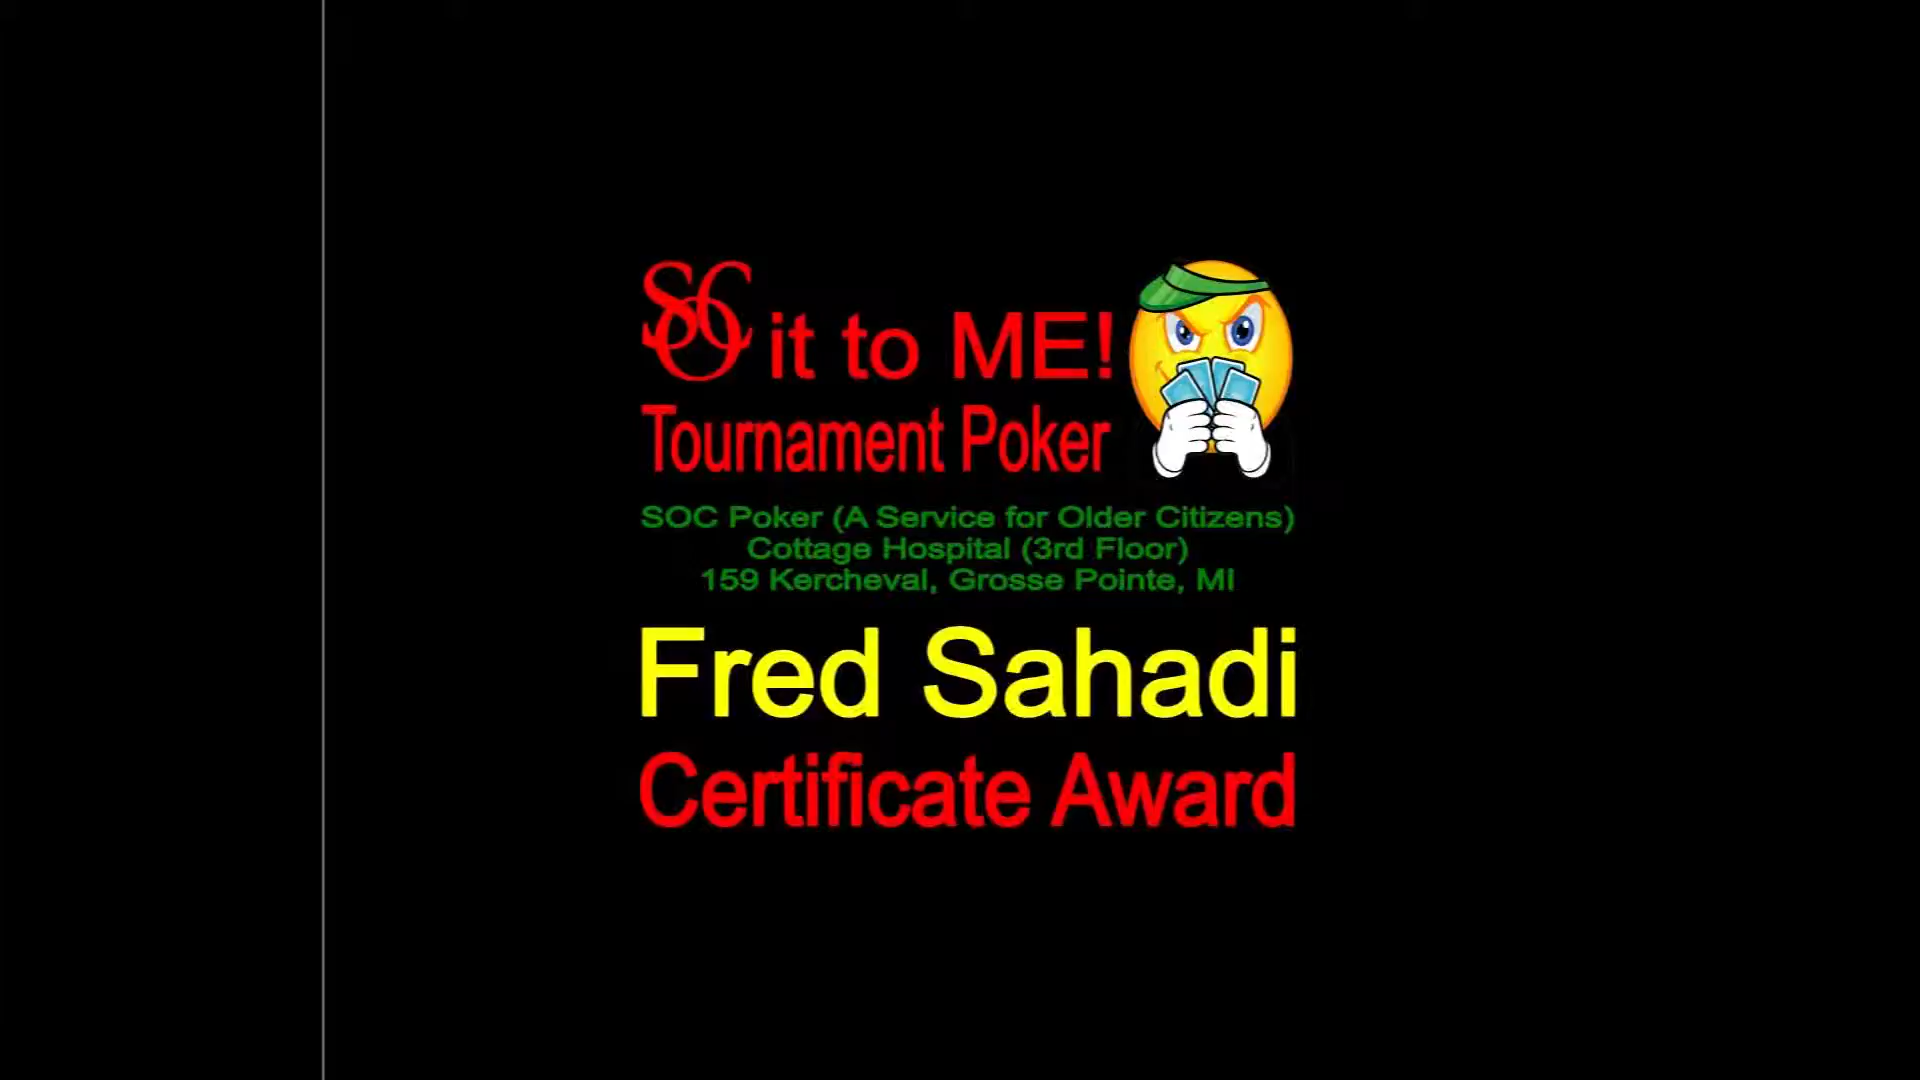 SOC it to ME!
Tournament Poker
SOC Poker (A Service for Older Citizens)
Cottage Hospital (3rd Floor)
159 Kercheval, Grosse Pointe, MI
Fred Sahadi
Certificate Award